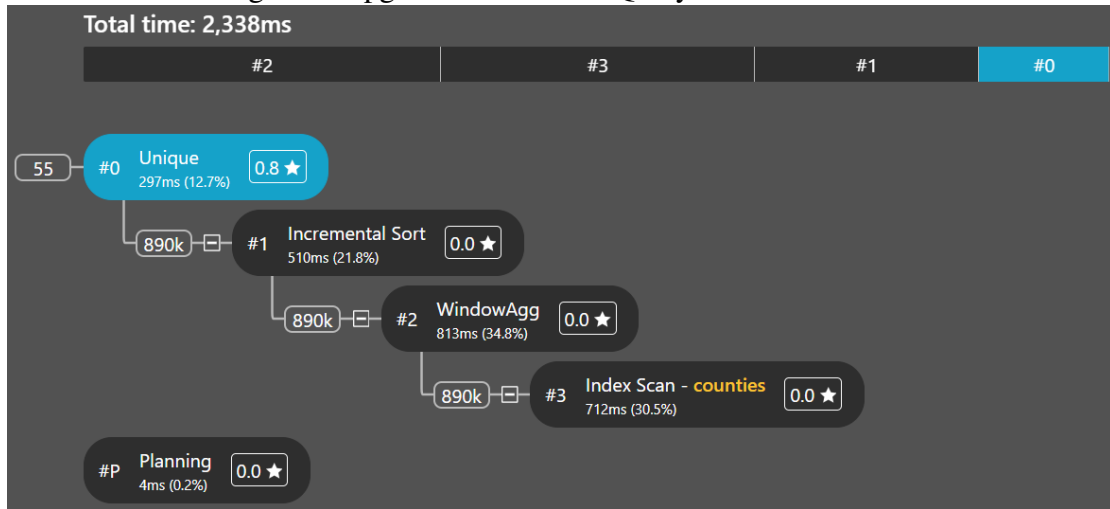 Total time: 2,338ms
#2 #3 #1 #0
55 #0 Unique 0.8 ★
297ms (12.7%)
890k #1 Incremental Sort 0.0 ★
510ms (21.8%)
890k #2 WindowAgg 0.0 ★
813ms (34.8%)
890k #3 Index Scan - counties 0.0 ★
712ms (30.5%)
#P Planning 0.0 ★
4ms (0.2%)